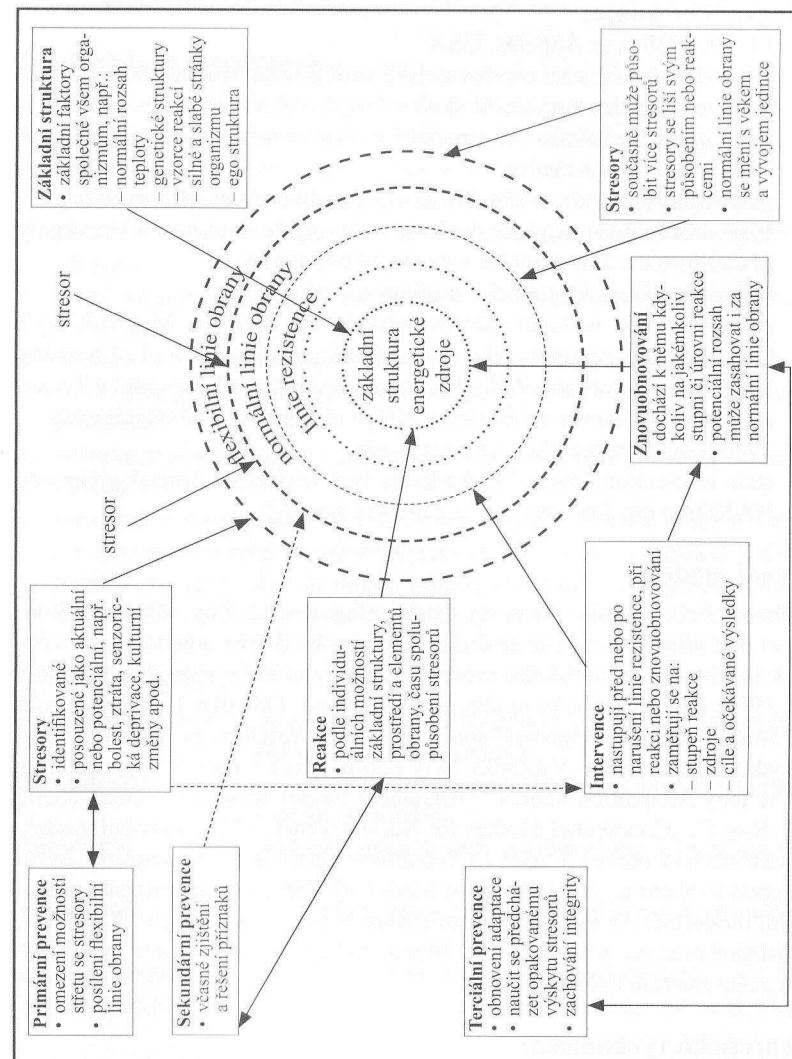 Primární prevence
• omezení možností
střetu se stresory
• posílení flexibilní
linie obrany
Stresory
• identifikované
• posouzené jako aktuální
nebo potenciální, např.
bolest, ztráta, senzoric-
ká deprivace, kulturní
změny apod.
stresor
stresor
Základní struktura
• základní faktory
společné všem orga-
nizmům, např.:
– normální rozsah
teploty
– genetické struktury
– vzorce reakcí
– silné a slabé stránky
organizmu
– ego struktura
flexibilní linie obrany
normální linie obrany
linie rezistence
základní
struktura
energetické
zdroje
Sekundární prevence
• včasné zjištění
a řešení příznaků
Reakce
• podle individu-
álních možností
základní struktury,
prostředí a elementu
obrany, času spolu-
působení stresorů
Stresory
• současně může půso-
bit více stresorů
• stresory se liší svým
působením nebo reak-
cemi
• normální linie obrany
se mění s věkem
a vývojem jedince
Terciální prevence
• obnovení adaptace
• naučit se předchá-
zet opakovanému
výskytu stresorů
• zachování integrity
Intervence
• nastupují před nebo po
narušení linie rezistence, při
reakci nebo znovuobnovování
• zaměřují se na:
– stupeň reakce
– zdroje
– cíle a očekávané výsledky
Znovuobnovování
• dochází k němu kdy-
koliv na jakémkoliv
stupni či úrovni reakce
• potenciální rozsah
může zasahovat i za
normální linie obrany